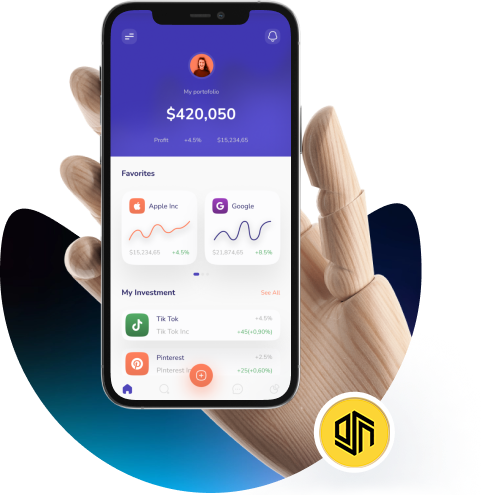 My portofolio
$420,050
Profit +4.5% $15,234,65
Favorites
Apple Inc
$15,234,65 +4.5%
Google
$21,874,65 +8.5%
My Investment See All
Tik Tok +4.5%
Tik Tok Inc +45(+0.90%)
Pinterest +2.5%
Pinterest +25(+0.60%)